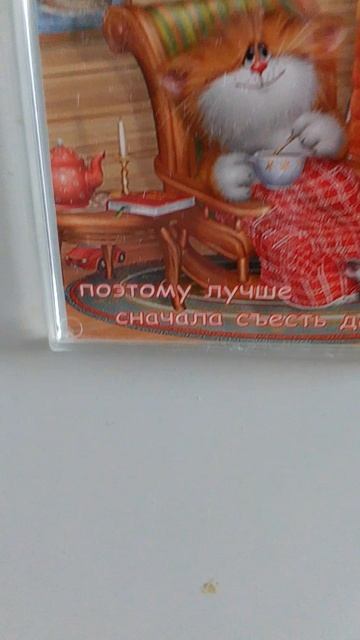 поэтому лучше
сначала съесть